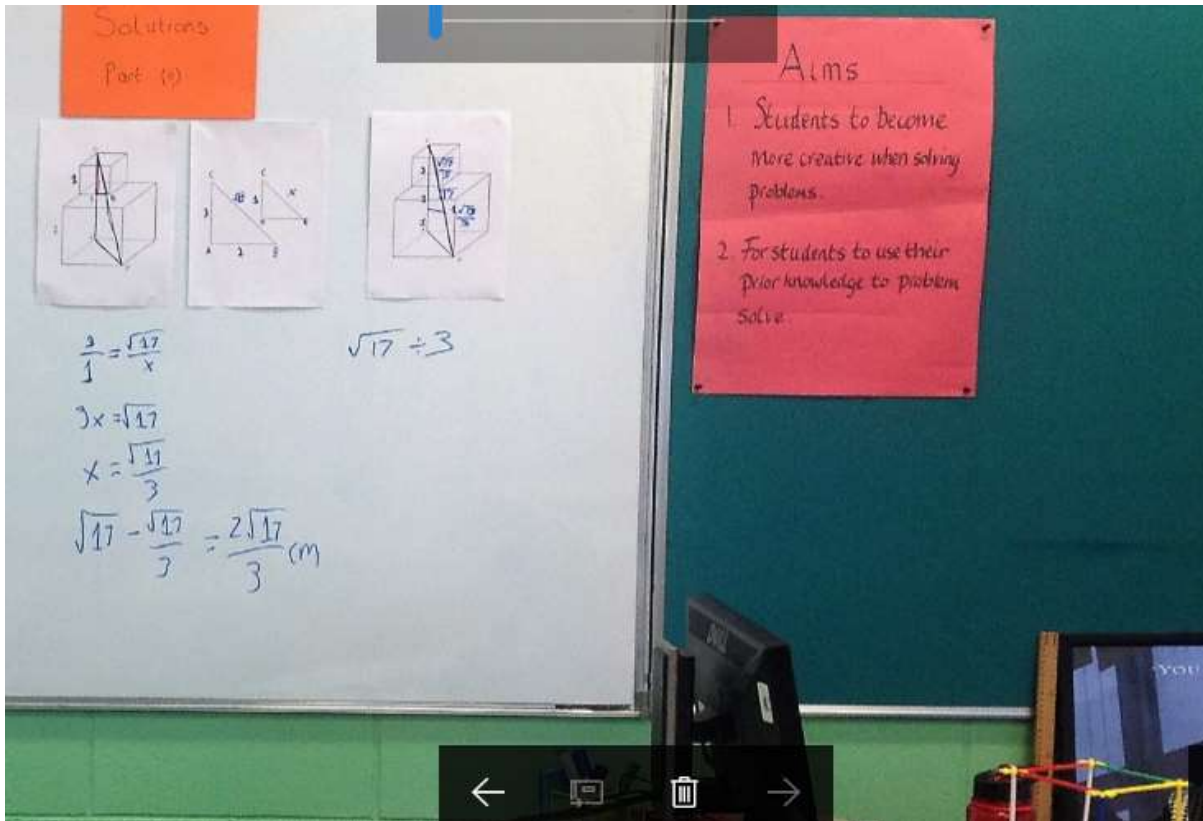 Solutions
Part
3/1 = √17/x
3x = √17
x = √17/3
√17 - √17/3 = 2√17/3 cm
√17 ÷ 3
Aims
1. Students to become
more creative when solving
problems.
2. For students to use their
prior knowledge to problem
solve.
DELL
YOU